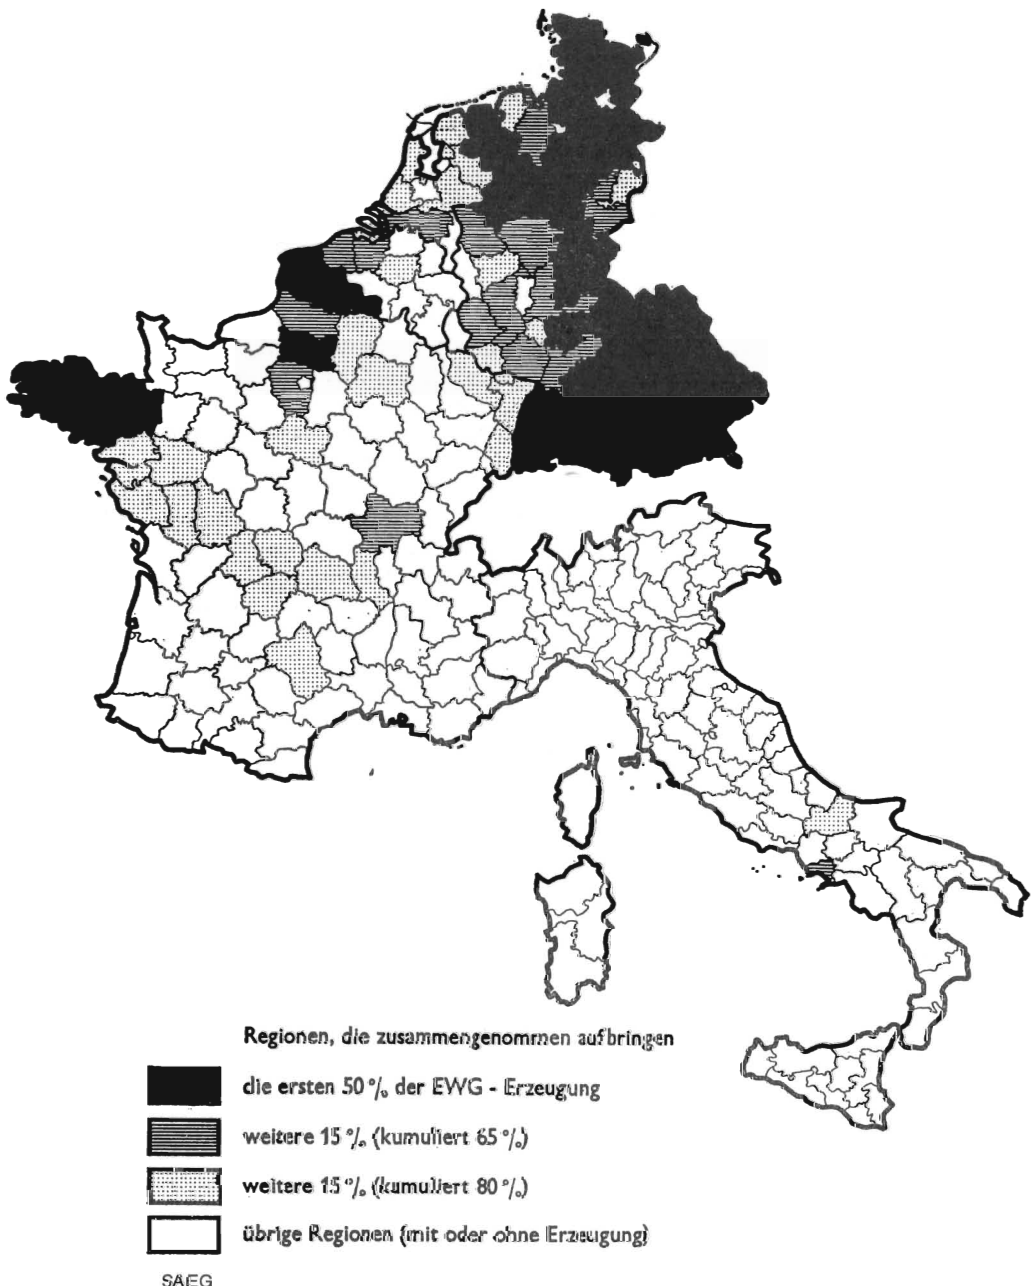 Regionen, die zusammengenommen aufbringen
die ersten 50 % der EWG - Erzeugung
weitere 15 % (kumuliert 65 %)
weitere 15 % (kumuliert 80 %)
übrige Regionen (mit oder ohne Erzeugung)
SAEG